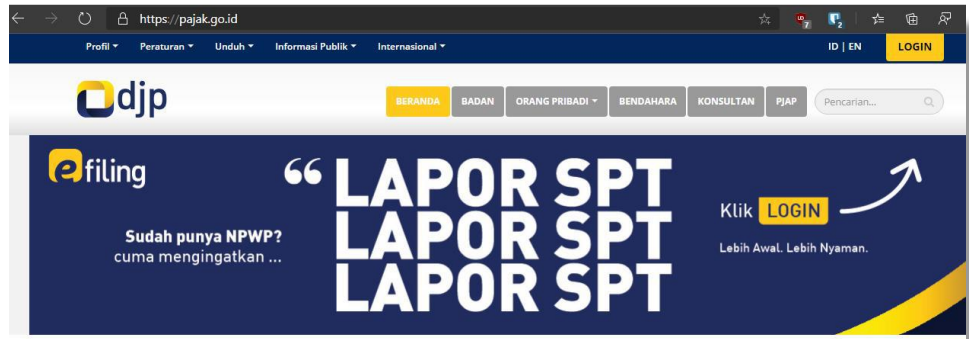 https://pajak.go.id
7
2
Profil Peraturan Unduh Informasi Publik Internasional ID | EN LOGIN
djp
BERANDA BADAN ORANG PRIBADI BENDAHARA KONSULTAN PJAP Pencarian...
e filing
Sudah punya NPWP?
cuma mengingatkan ...
“ LAPOR SPT
LAPOR SPT
LAPOR SPT
Klik LOGIN
Lebih Awal. Lebih Nyaman.